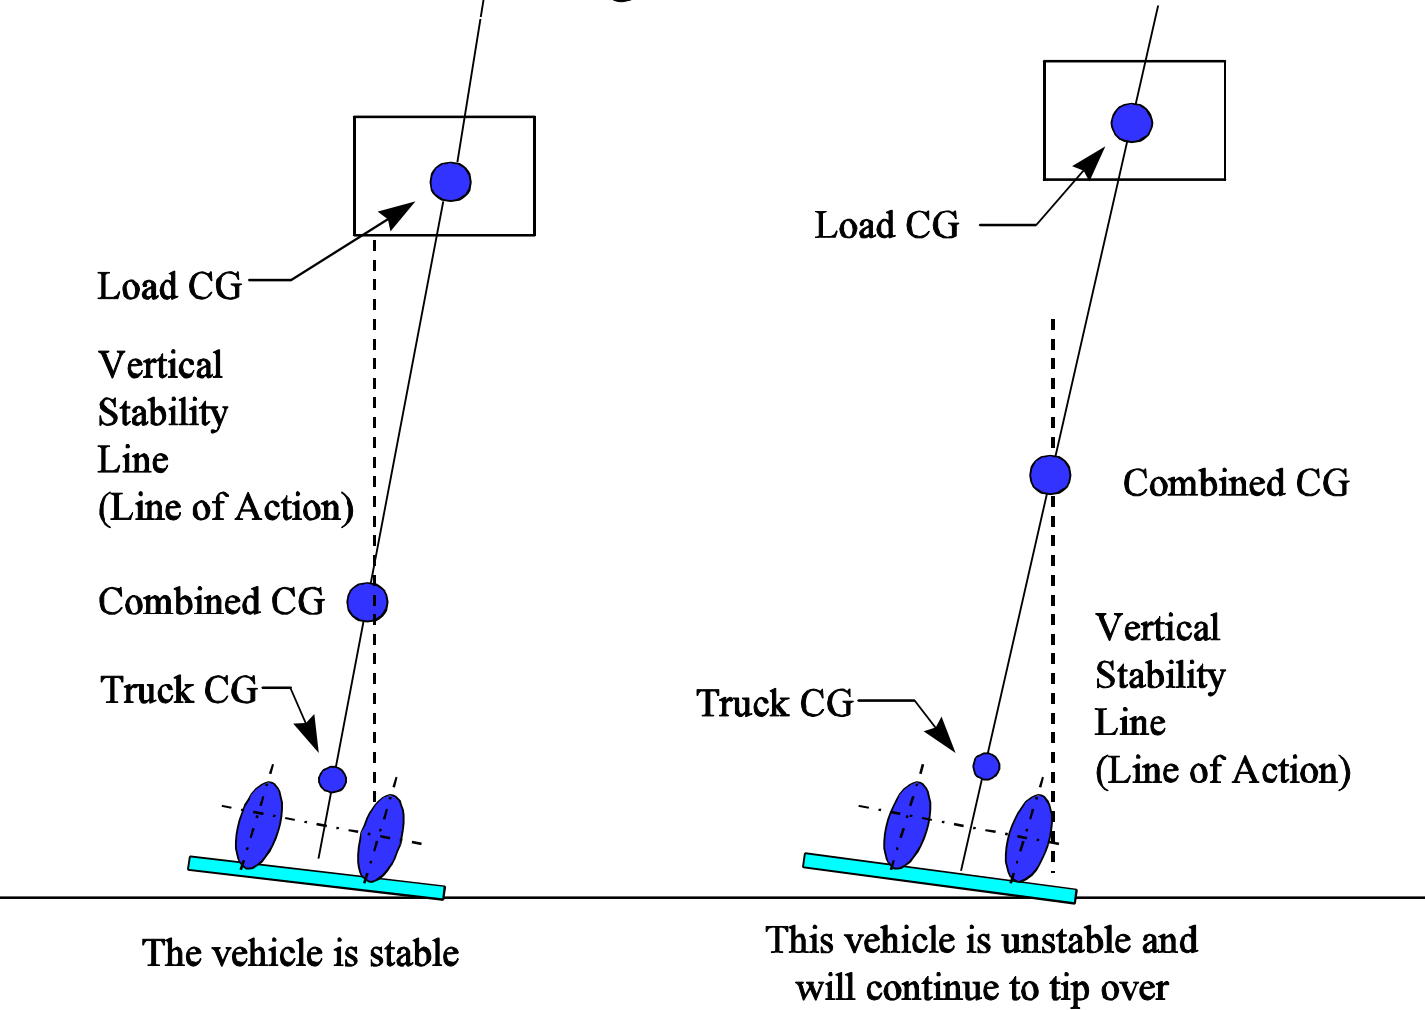 Load CG
Vertical
Stability
Line
(Line of Action)
Combined CG
Truck CG
The vehicle is stable
Load CG
Combined CG
Truck CG
Vertical
Stability
Line
(Line of Action)
This vehicle is unstable and
will continue to tip over